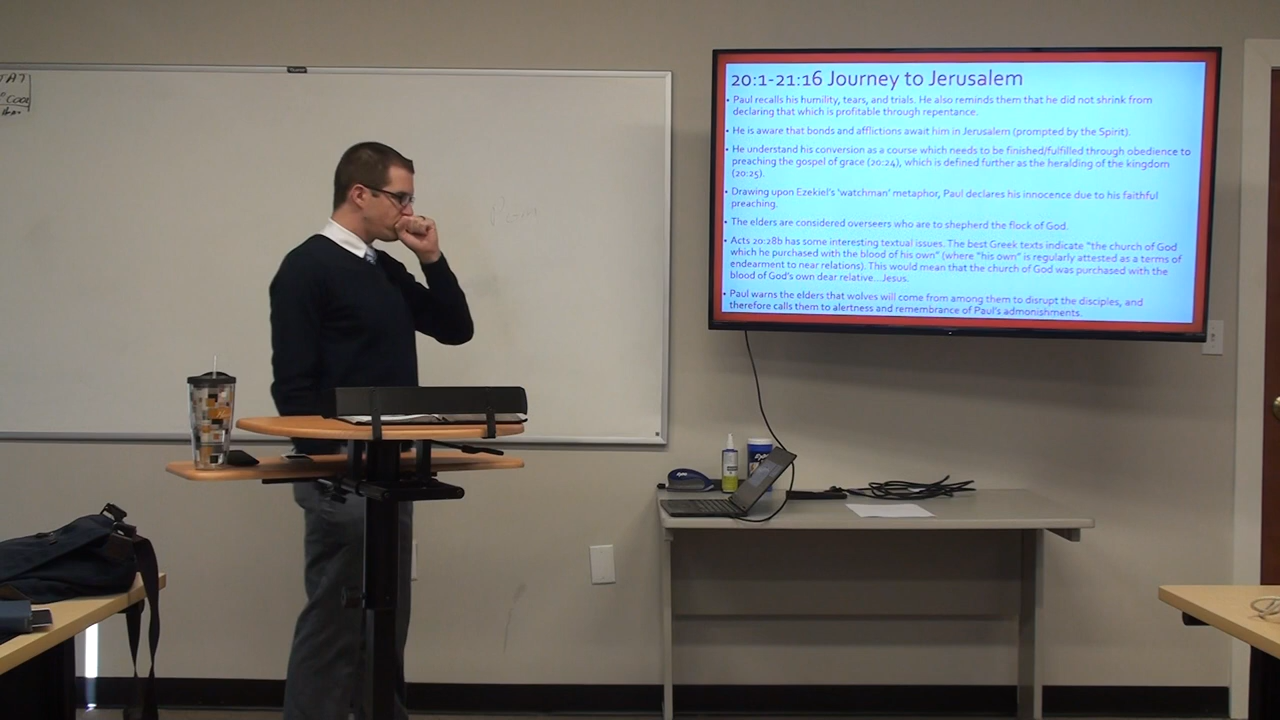 20:1-21:16 Journey to Jerusalem
• Paul recalls his humility, tears, and trials. He also reminds them that he did not shrink from
declaring that which is profitable through repentance.
• He is aware that bonds and afflictions await him in Jerusalem (prompted by the Spirit).
• He understand his conversion as a course which needs to be finished/fulfilled through obedience to
preaching the gospel of grace (20:24), which is defined further as the heralding of the kingdom
(20:25).
• Drawing upon Ezekiel's 'watchman' metaphor, Paul declares his innocence due to his faithful
preaching.
• The elders are considered overseers who are to shepherd the flock of God.
• Acts 20:28b has some interesting textual issues. The best Greek texts indicate "the church of God
which he purchased with the blood of his own" (where "his own" is regularly attested as a terms of
endearment to near relations). This would mean that the church of God was purchased with the
blood of God's own dear relative...Jesus.
• Paul warns the elders that wolves will come from among them to disrupt the disciples, and
therefore calls them to alertness and remembrance of Paul's admonishments.